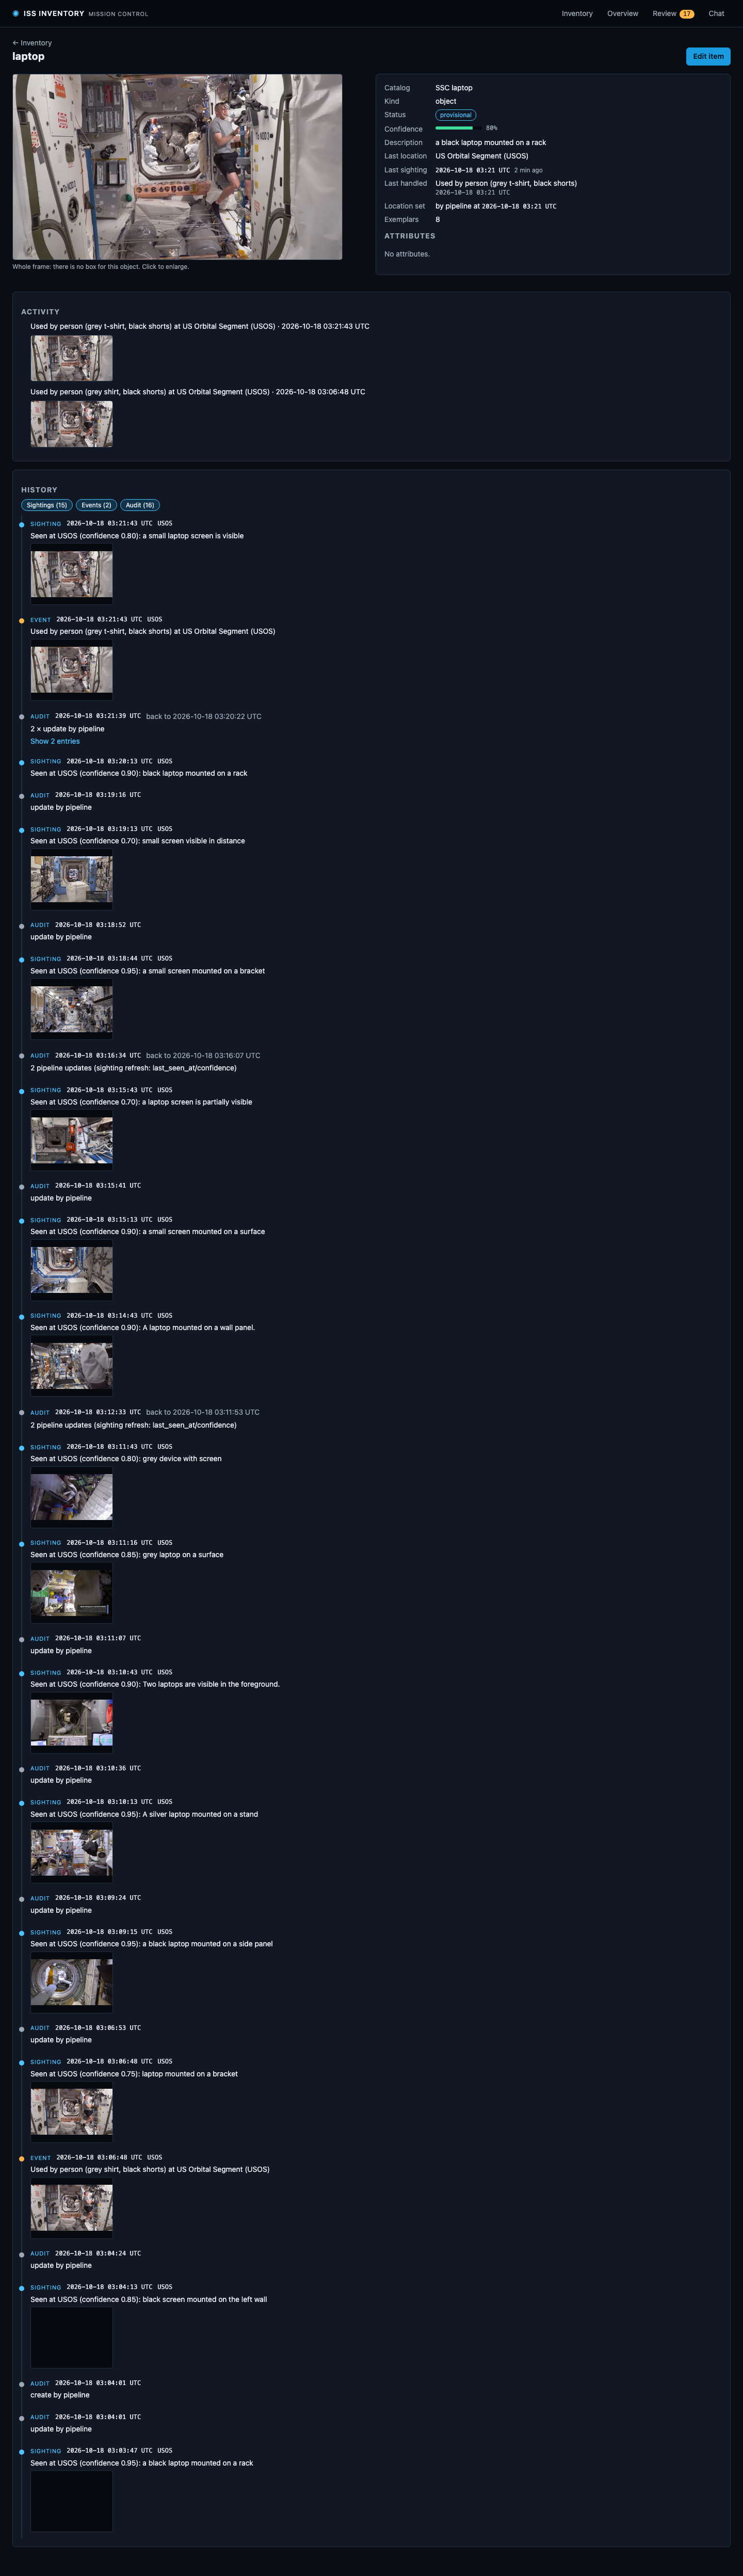 ISS INVENTORY MISSION CONTROL
Inventory
Overview
Review 17
Chat
← Inventory
laptop
Edit item
Whole frame: there is no box for this object. Click to enlarge.
Catalog SSC laptop
Kind object
Status provisional
Confidence 80%
Description a black laptop mounted on a rack
Last location US Orbital Segment (USOS)
Last sighting 2026-10-18 03:21 UTC 2 min ago
Last handled Used by person (grey t-shirt, black shorts)
2026-10-18 03:21 UTC
Location set by pipeline at 2026-10-18 03:21 UTC
Exemplars 8
ATTRIBUTES
No attributes.
ACTIVITY
Used by person (grey t-shirt, black shorts) at US Orbital Segment (USOS) · 2026-10-18 03:21:43 UTC
Used by person (grey shirt, black shorts) at US Orbital Segment (USOS) · 2026-10-18 03:06:48 UTC
HISTORY
Sightings (15) Events (2) Audit (16)
SIGHTING 2026-10-18 03:21:43 UTC USOS
Seen at USOS (confidence 0.80): a small laptop screen is visible
EVENT 2026-10-18 03:21:43 UTC USOS
Used by person (grey t-shirt, black shorts) at US Orbital Segment (USOS)
AUDIT 2026-10-18 03:21:39 UTC back to 2026-10-18 03:20:22 UTC
2 × update by pipeline
Show 2 entries
SIGHTING 2026-10-18 03:20:13 UTC USOS
Seen at USOS (confidence 0.90): black laptop mounted on a rack
AUDIT 2026-10-18 03:19:16 UTC
update by pipeline
SIGHTING 2026-10-18 03:19:13 UTC USOS
Seen at USOS (confidence 0.70): small screen visible in distance
AUDIT 2026-10-18 03:18:52 UTC
update by pipeline
SIGHTING 2026-10-18 03:18:44 UTC USOS
Seen at USOS (confidence 0.95): a small screen mounted on a bracket
AUDIT 2026-10-18 03:16:34 UTC back to 2026-10-18 03:16:07 UTC
2 pipeline updates (sighting refresh: last_seen_at/confidence)
SIGHTING 2026-10-18 03:15:43 UTC USOS
Seen at USOS (confidence 0.70): a laptop screen is partially visible
AUDIT 2026-10-18 03:15:41 UTC
update by pipeline
SIGHTING 2026-10-18 03:15:13 UTC USOS
Seen at USOS (confidence 0.90): a small screen mounted on a surface
SIGHTING 2026-10-18 03:14:43 UTC USOS
Seen at USOS (confidence 0.90): A laptop mounted on a wall panel.
AUDIT 2026-10-18 03:12:33 UTC back to 2026-10-18 03:11:53 UTC
2 pipeline updates (sighting refresh: last_seen_at/confidence)
SIGHTING 2026-10-18 03:11:43 UTC USOS
Seen at USOS (confidence 0.80): grey device with screen
SIGHTING 2026-10-18 03:11:16 UTC USOS
Seen at USOS (confidence 0.85): grey laptop on a surface
AUDIT 2026-10-18 03:11:07 UTC
update by pipeline
SIGHTING 2026-10-18 03:10:43 UTC USOS
Seen at USOS (confidence 0.90): Two laptops are visible in the foreground.
AUDIT 2026-10-18 03:10:36 UTC
update by pipeline
SIGHTING 2026-10-18 03:10:13 UTC USOS
Seen at USOS (confidence 0.95): A silver laptop mounted on a stand
AUDIT 2026-10-18 03:09:24 UTC
update by pipeline
SIGHTING 2026-10-18 03:09:15 UTC USOS
Seen at USOS (confidence 0.95): a black laptop mounted on a side panel
AUDIT 2026-10-18 03:06:53 UTC
update by pipeline
SIGHTING 2026-10-18 03:06:48 UTC USOS
Seen at USOS (confidence 0.75): laptop mounted on a bracket
EVENT 2026-10-18 03:06:48 UTC USOS
Used by person (grey shirt, black shorts) at US Orbital Segment (USOS)
AUDIT 2026-10-18 03:04:24 UTC
update by pipeline
SIGHTING 2026-10-18 03:04:13 UTC USOS
Seen at USOS (confidence 0.85): black screen mounted on the left wall
AUDIT 2026-10-18 03:04:01 UTC
create by pipeline
AUDIT 2026-10-18 03:04:01 UTC
update by pipeline
SIGHTING 2026-10-18 03:03:47 UTC USOS
Seen at USOS (confidence 0.95): a black laptop mounted on a rack